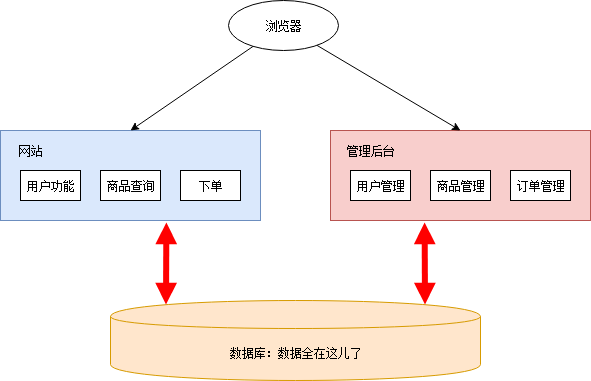 浏览器
网站
用户功能
商品查询
下单
管理后台
用户管理
商品管理
订单管理
数据库：数据全在这儿了